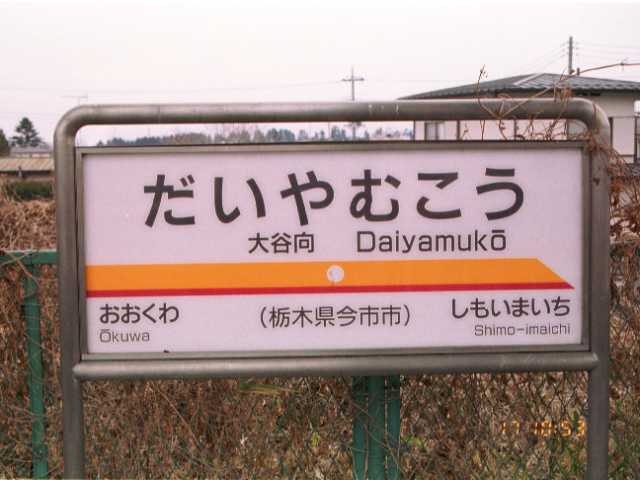 だいやむこう
大谷向 Daiyamukō
おおくわ (栃木県今市市) しもいまいち
Ōkuwa Shimo-imaichi